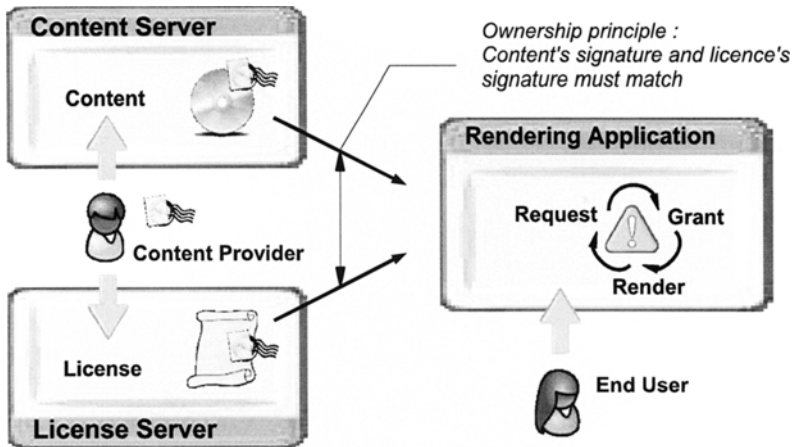 Content Server
Content
Ownership principle :
Content's signature and licence's
signature must match
Rendering Application
Request
Grant
Render
Content Provider
License
License Server
End User